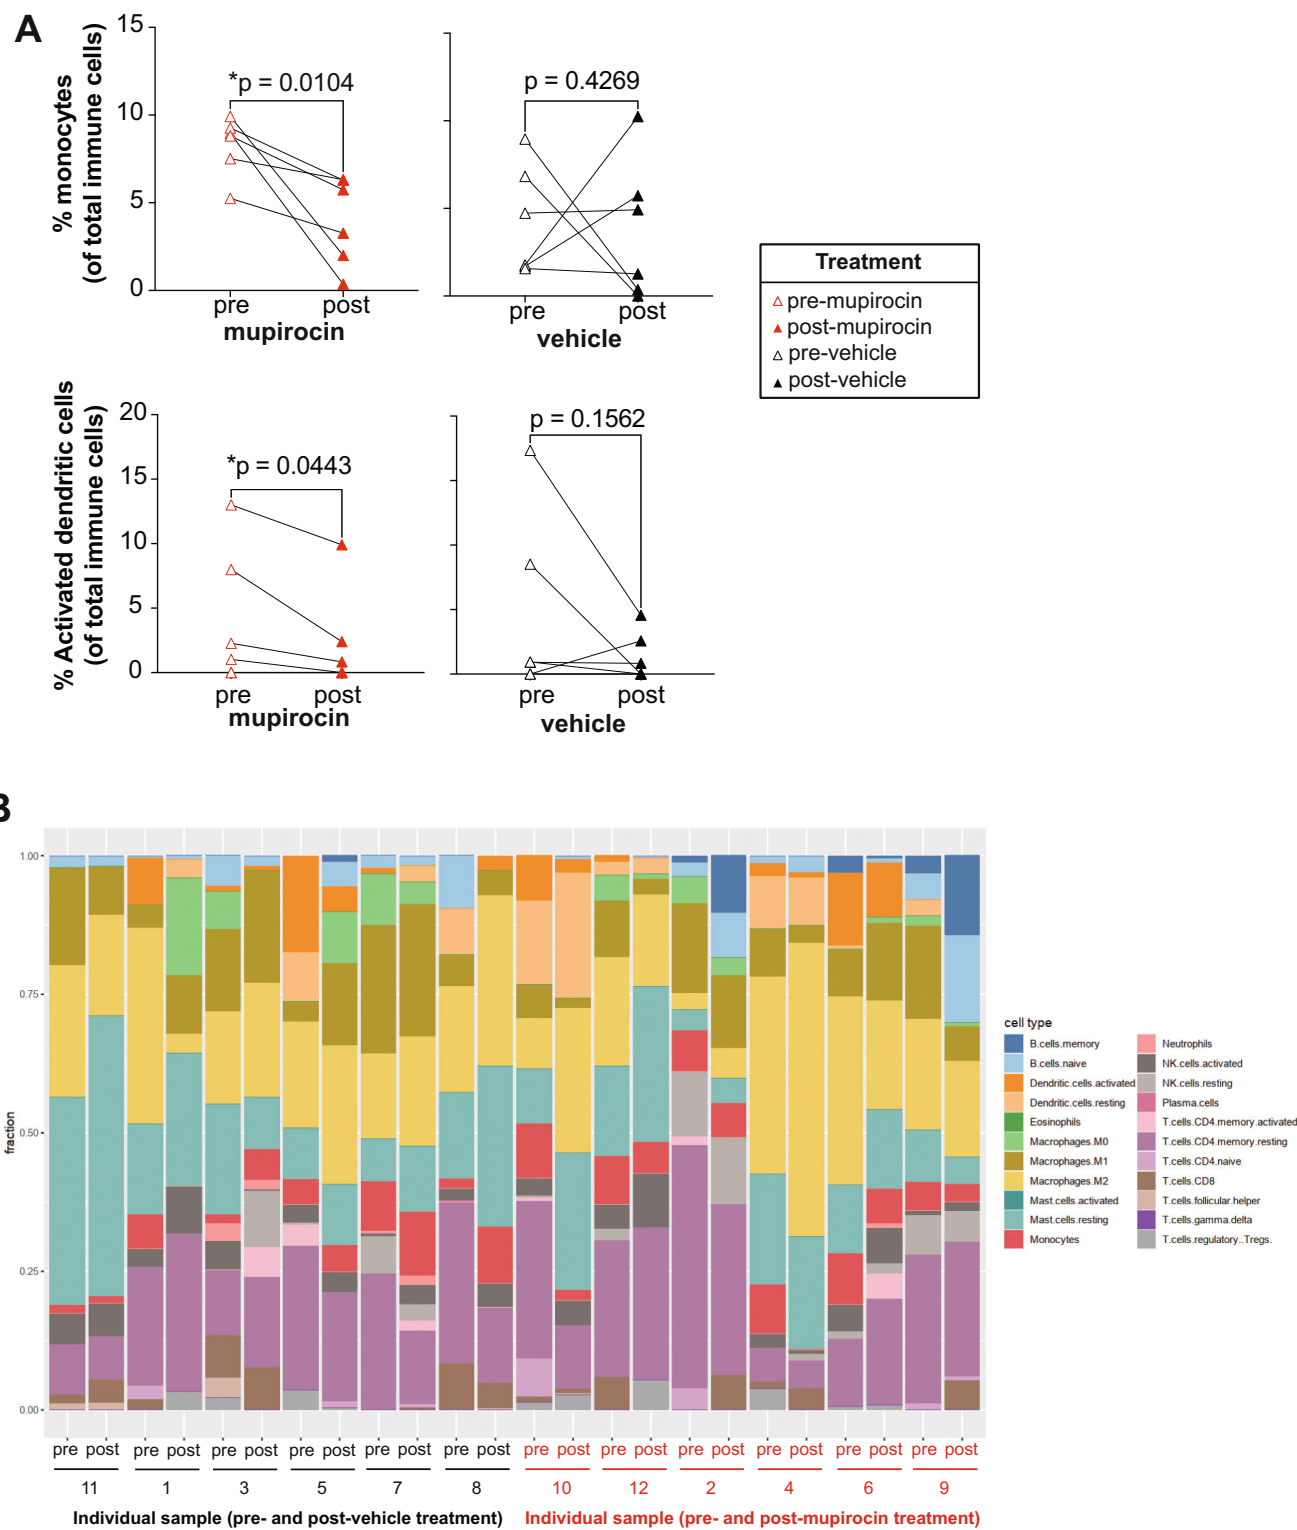 A
% monocytes
(of total immune cells)
15
10
5
0
*p = 0.0104
pre post
mupirocin
p = 0.4269
pre post
vehicle
Treatment
pre-mupirocin
post-mupirocin
pre-vehicle
post-vehicle
% Activated dendritic cells
(of total immune cells)
20
15
10
5
0
*p = 0.0443
pre post
mupirocin
p = 0.1562
pre post
vehicle
B
fraction
1.00
0.75
0.50
0.25
0.00
pre post pre post pre post pre post pre post pre post pre post pre post pre post pre post pre post pre post
11 1 3 5 7 8 10 12 2 4 6 9
Individual sample (pre- and post-vehicle treatment) Individual sample (pre- and post-mupirocin treatment)
cell type
B.cells.memory
B.cells.naive
Dendritic.cells.activated
Dendritic.cells.resting
Eosinophils
Macrophages.M0
Macrophages.M1
Macrophages.M2
Mast.cells.activated
Mast.cells.resting
Monocytes
Neutrophils
NK.cells.activated
NK.cells.resting
Plasma.cells
T.cells.CD4.memory.activated
T.cells.CD4.memory.resting
T.cells.CD4.naive
T.cells.CD8
T.cells.follicular.helper
T.cells.gamma.delta
T.cells.regulatory..Tregs.